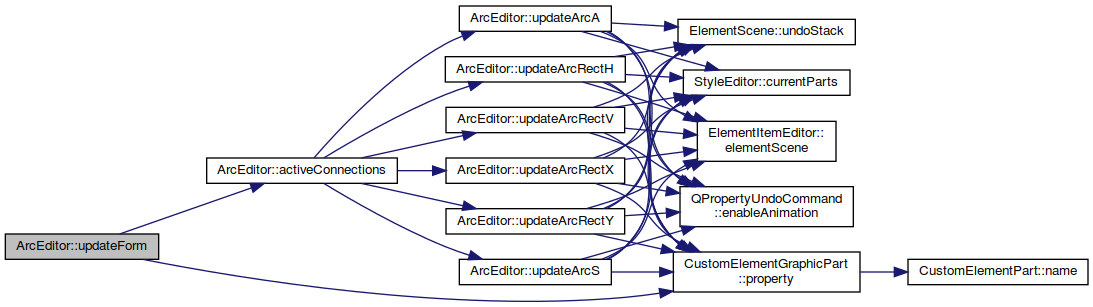 ArcEditor::updateForm
ArcEditor::activeConnections
ArcEditor::updateArcA
ArcEditor::updateArcRectH
ArcEditor::updateArcRectV
ArcEditor::updateArcRectX
ArcEditor::updateArcRectY
ArcEditor::updateArcS
ElementScene::undoStack
StyleEditor::currentParts
ElementItemEditor::
elementScene
QPropertyUndoCommand
::enableAnimation
CustomElementGraphicPart
::property
CustomElementPart::name